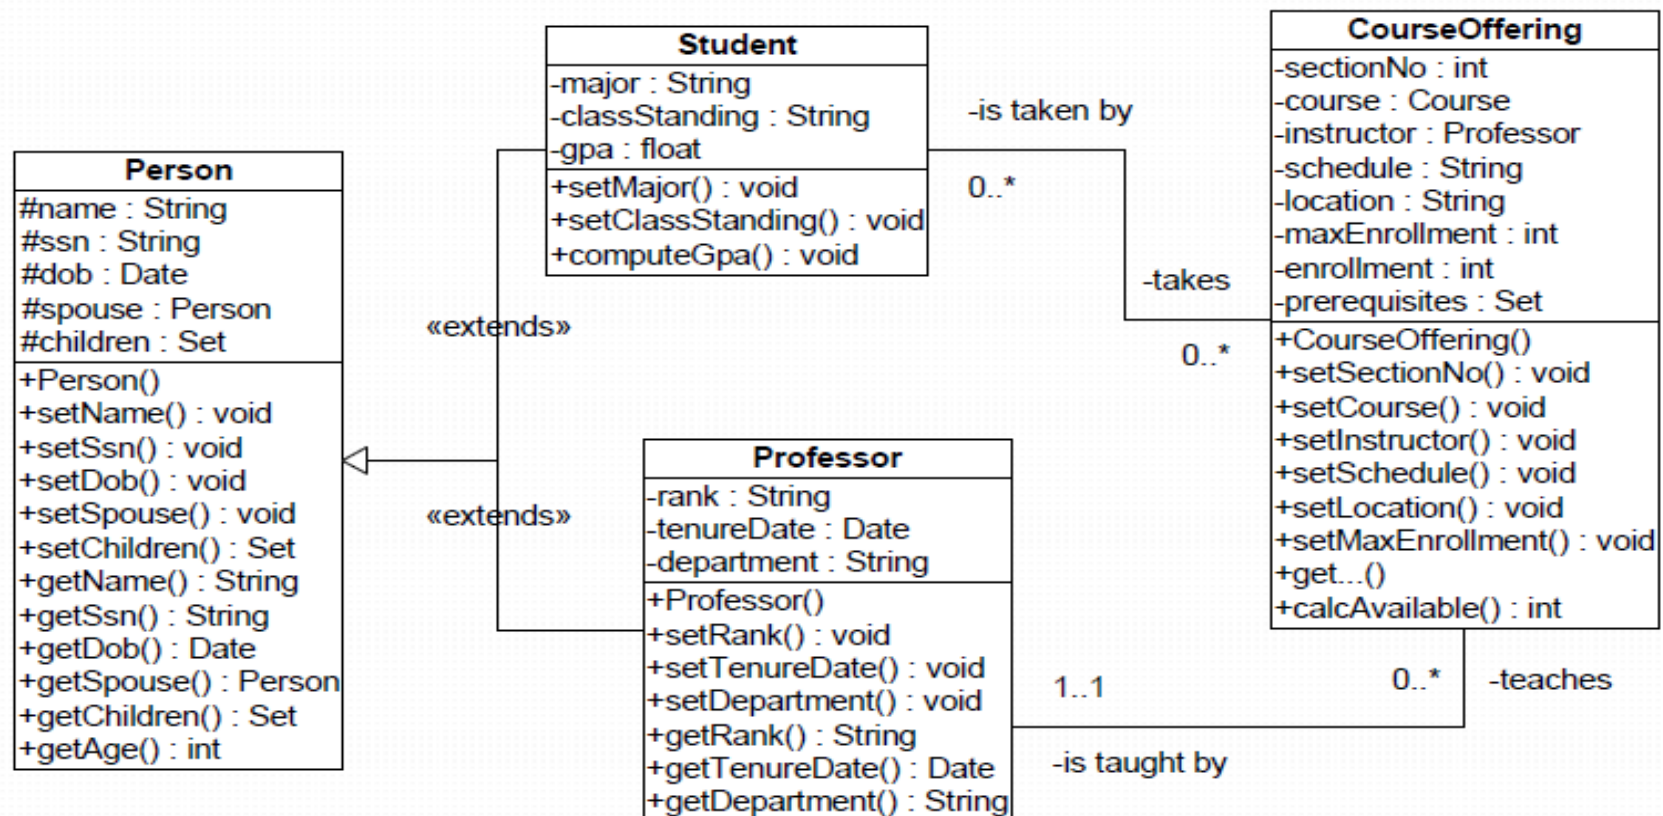 Person
#name : String
#ssn : String
#dob : Date
#spouse : Person
#children : Set
+Person()
+setName() : void
+setSsn() : void
+setDob() : void
+setSpouse() : void
+setChildren() : Set
+getName() : String
+getSsn() : String
+getDob() : Date
+getSpouse() : Person
+getChildren() : Set
+getAge() : int
«extends»
«extends»
Student
-major : String
-classStanding : String
-gpa : float
+setMajor() : void
+setClassStanding() : void
+computeGpa() : void
Professor
-rank : String
-tenureDate : Date
-department : String
+Professor()
+setRank() : void
+setTenureDate() : void
+setDepartment() : void
+getRank() : String
+getTenureDate() : Date
+getDepartment() : String
-is taken by
0..*
-takes
0..*
CourseOffering
-sectionNo : int
-course : Course
-instructor : Professor
-schedule : String
-location : String
-maxEnrollment : int
-enrollment : int
-prerequisites : Set
+CourseOffering()
+setSectionNo() : void
+setCourse() : void
+setInstructor() : void
+setSchedule() : void
+setLocation() : void
+setMaxEnrollment() : void
+get...()
+calcAvailable() : int
1..1
0..*
-teaches
-is taught by